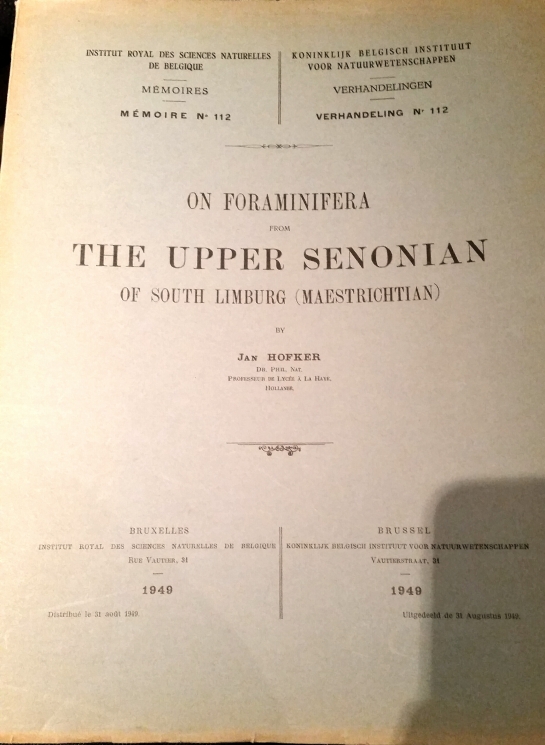 INSTITUT ROYAL DES SCIENCES NATURELLES
DE BELGIQUE
MÉMOIRES
MÉMOIRE Nº 112
KONINKLIJK BELGISCH INSTITUUT
VOOR NATUURWETENSCHAPPEN
VERHANDELINGEN
VERHANDELING Nr 112
ON FORAMINIFERA
FROM
THE UPPER SENONIAN
OF SOUTH LIMBURG (MAESTRICHTIAN)
BY
JAN HOFKER
DR. PHIL. NAT.
PROFESSEUR DE LYCÉE À LA HAYE.
HOLLANDE.
BRUXELLES
INSTITUT ROYAL DES SCIENCES NATURELLES DE BELGIQUE
RUE VAUTIER, 31
1949
Distribué le 31 août 1949.
BRUSSEL
KONINKLIJK BELGISCH INSTITUUT VOOR NATUURWETENSCHAPPEN
VAUTIERSTRAAT, 31
1949
Uitgedeeld de 31 Augustus 1949.